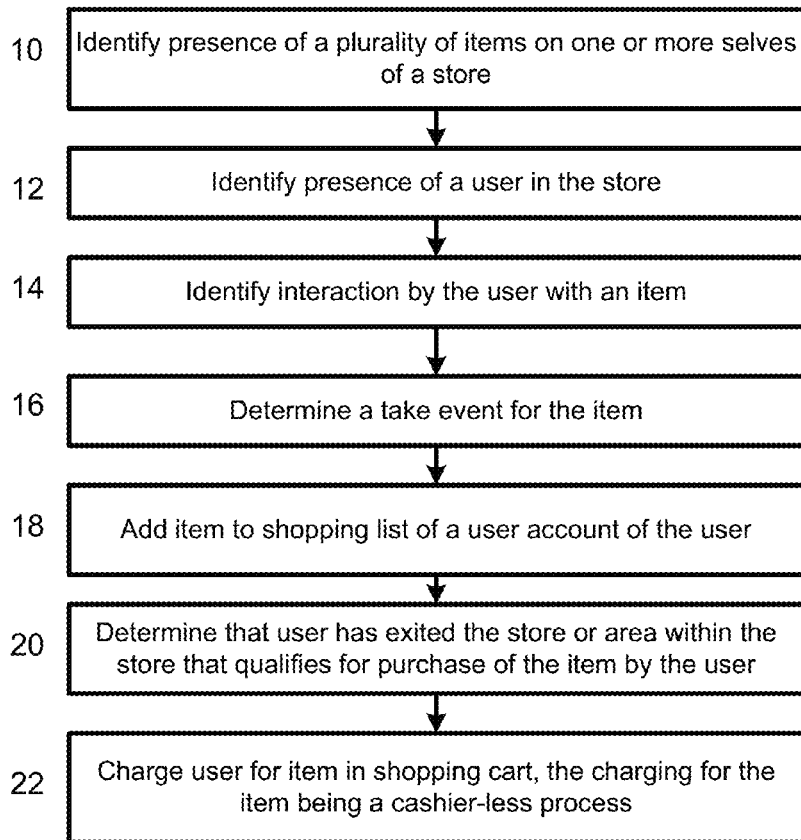 10
Identify presence of a plurality of items on one or more selves
of a store
12
Identify presence of a user in the store
14
Identify interaction by the user with an item
16
Determine a take event for the item
18
Add item to shopping list of a user account of the user
20
Determine that user has exited the store or area within the
store that qualifies for purchase of the item by the user
22
Charge user for item in shopping cart, the charging for the
item being a cashier-less process